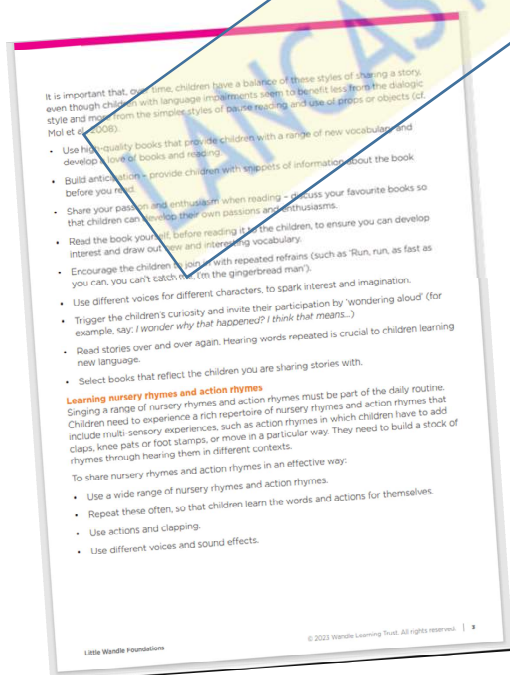 LANCAS
It is important that, over time, children have a balance of these styles of sharing a story,
even though children with language impairments seem to benefit less from the dialogic
style and more from the simpler styles of pause reading and use of props or objects (cf.
Mol et al, 2008).
• Use high-quality books that provide children with a range of new vocabulary and
develop a love of books and reading.
• Build anticipation – provide children with snippets of information about the book
before you read.
• Share your passion and enthusiasm when reading – discuss your favourite books so
that children can develop their own passions and enthusiasms.
• Read the book yourself, before reading it to the children, to ensure you can develop
interest and draw out new and interesting vocabulary.
• Encourage the children to join in with repeated refrains (such as ‘Run, run, as fast as
you can, you can't catch me, I'm the gingerbread man’).
• Use different voices for different characters, to spark interest and imagination.
• Trigger the children's curiosity and invite their participation by ‘wondering aloud’ (for
example, say: I wonder why that happened? I think that means...)
• Read stories over and over again. Hearing words repeated is crucial to children learning
new language.
• Select books that reflect the children you are sharing stories with.
Learning nursery rhymes and action rhymes
Singing a range of nursery rhymes and action rhymes must be part of the daily routine.
Children need to experience a rich repertoire of nursery rhymes and action rhymes that
include multi-sensory experiences, such as action rhymes in which children have to add
claps, knee pats or foot stamps, or move in a particular way. They need to build a stock of
rhymes through hearing them in different contexts.
To share nursery rhymes and action rhymes in an effective way:
• Use a wide range of nursery rhymes and action rhymes.
• Repeat these often, so that children learn the words and actions for themselves.
• Use actions and clapping.
• Use different voices and sound effects.
Little Wandle Foundations
© 2023 Wandle Learning Trust. All rights reserved. | 2